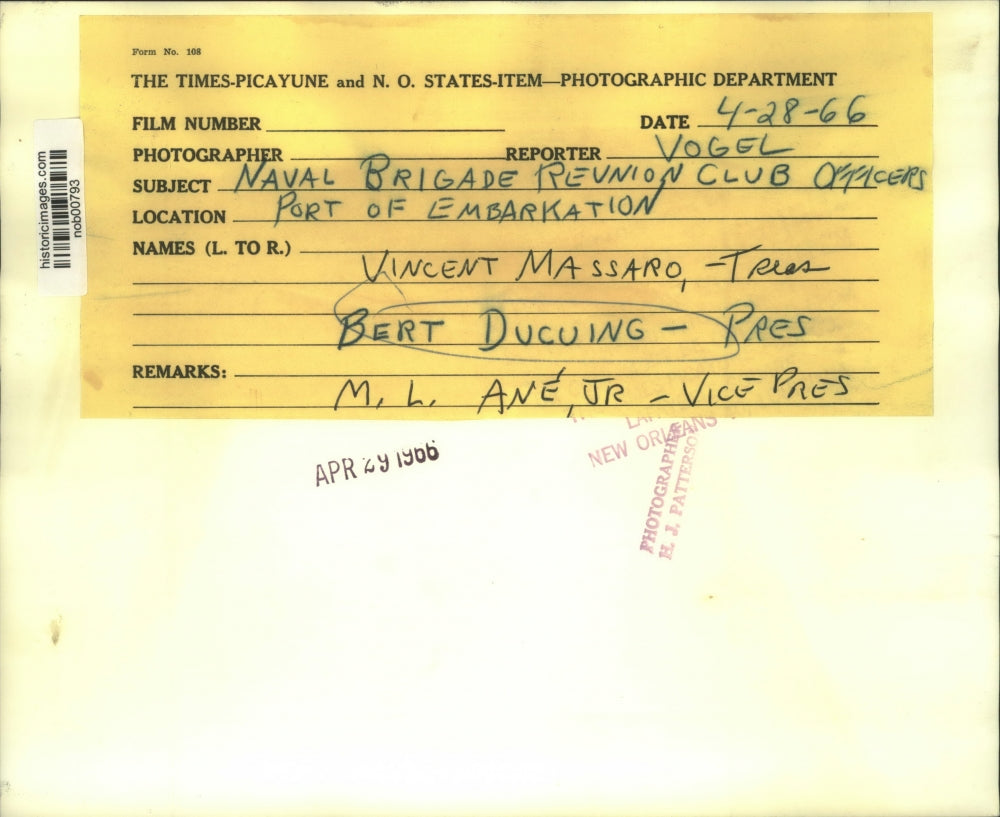 Form No. 108
THE TIMES-PICAYUNE and N. O. STATES-ITEM—PHOTOGRAPHIC DEPARTMENT
FILM NUMBER DATE 4-28-66
PHOTOGRAPHER REPORTER VOGEL
SUBJECT NAVAL BRIGADE REUNION CLUB OFFICERS
LOCATION PORT OF EMBARKATION
NAMES (L. TO R.)
VINCENT MASSARO, - Treas
BERT DUCUING - PRES
REMARKS:
M. L. ANÉ, JR - VICE PRES
historicimages.com
nob00793
NEW ORLEANS
APR 29 1966
PHOTOGRAPHER
H. J. PATTERSON